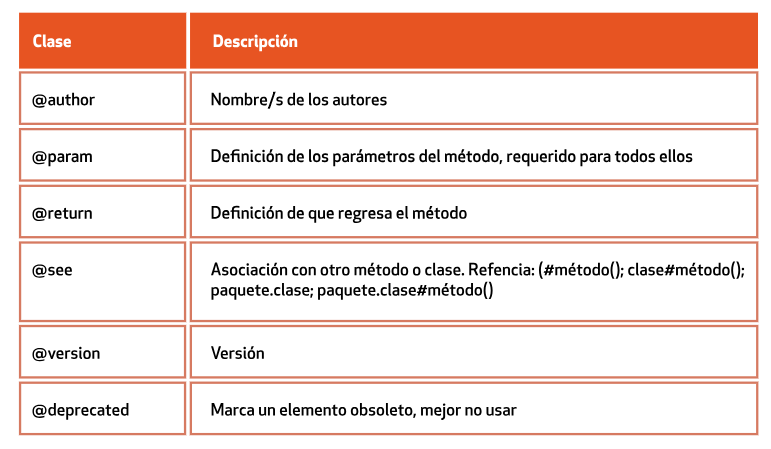 Clase Descripción
@author Nombre/s de los autores
@param Definición de los parámetros del método, requerido para todos ellos
@return Definición de que regresa el método
@see Asociación con otro método o clase. Refencia: (#método(); clase#método();
paquete.clase; paquete.clase#método()
@version Versión
@deprecated Marca un elemento obsoleto, mejor no usar